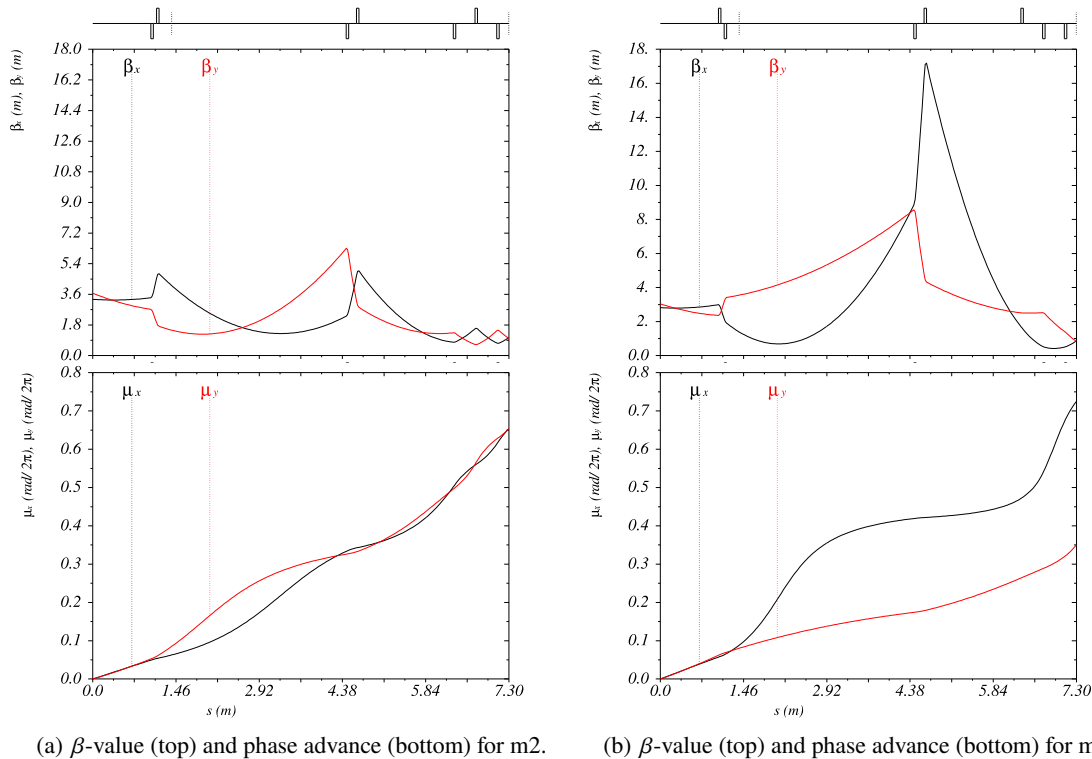 18.0
16.2
14.4
12.6
10.8
9.0
7.2
5.4
3.6
1.8
0.0
βx (m), βy (m)
βx
βy
0.8
0.7
0.6
0.5
0.4
0.3
0.2
0.1
0.0
μx (rad/ 2π), μy (rad/ 2π)
μx
μy
0.0 1.46 2.92 4.38 5.84 7.30
s (m)
(a) β-value (top) and phase advance (bottom) for m2.
18.
16.
14.
12.
10.
8.
6.
4.
2.
0.0
βx (m), βy (m)
βx
βy
0.8
0.7
0.6
0.5
0.4
0.3
0.2
0.1
0.0
μx (rad/ 2π), μy (rad/ 2π)
μx
μy
0.0 1.46 2.92 4.38 5.84 7.30
s (m)
(b) β-value (top) and phase advance (bottom) for m